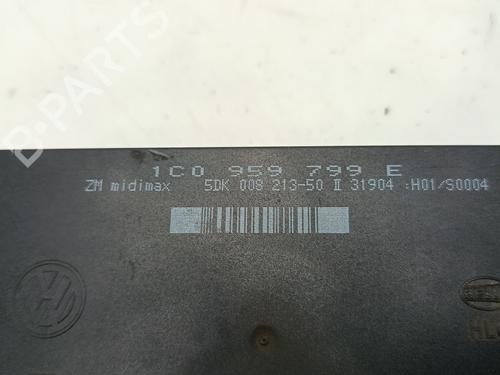 B-PARTS
1C0 959 799 E
ZM midimax 5DK 008 213-50 II 31904 :H01/S0004